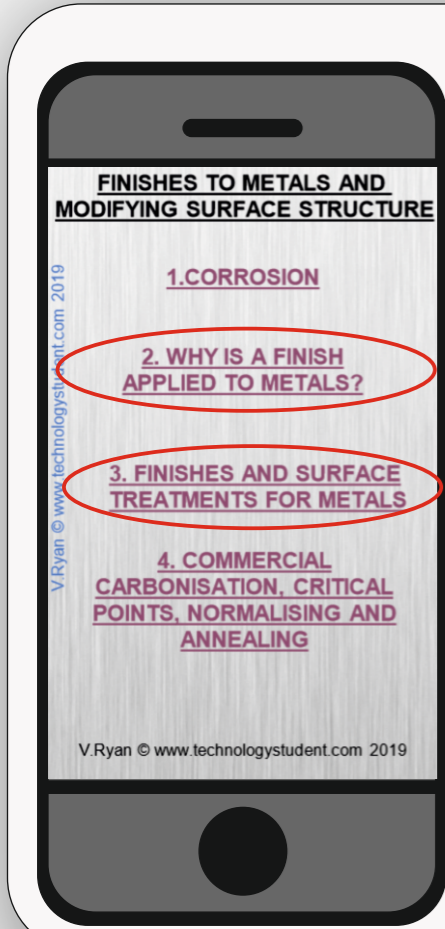 FINISHES TO METALS AND
MODIFYING SURFACE STRUCTURE
1.CORROSION
2. WHY IS A FINISH
APPLIED TO METALS?
3. FINISHES AND SURFACE
TREATMENTS FOR METALS
4. COMMERCIAL
CARBONISATION, CRITICAL
POINTS, NORMALISING AND
ANNEALING
V.Ryan © www.technologystudent.com 2019
V.Ryan © www.technologystudent.com 2019